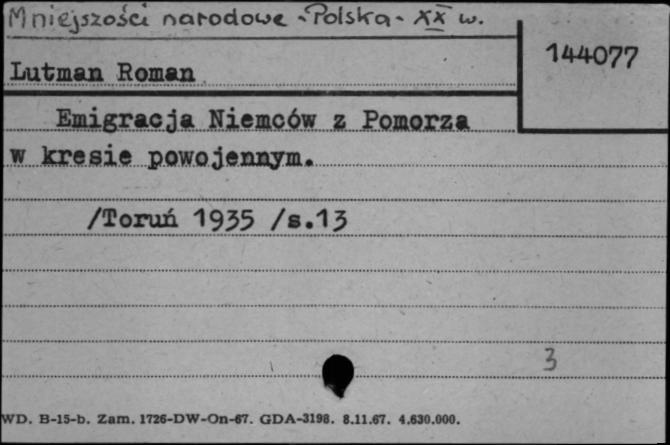 Mniejszości narodowe - Polska - XX w.
144077
Lutman Roman
Emigracja Niemców z Pomorza
w kresie powojennym.
/Toruń 1935 /s.13
3
WD. B-15-b. Zam. 1726-DW-On-67. GDA-3198. 8.11.67. 4.630.000.